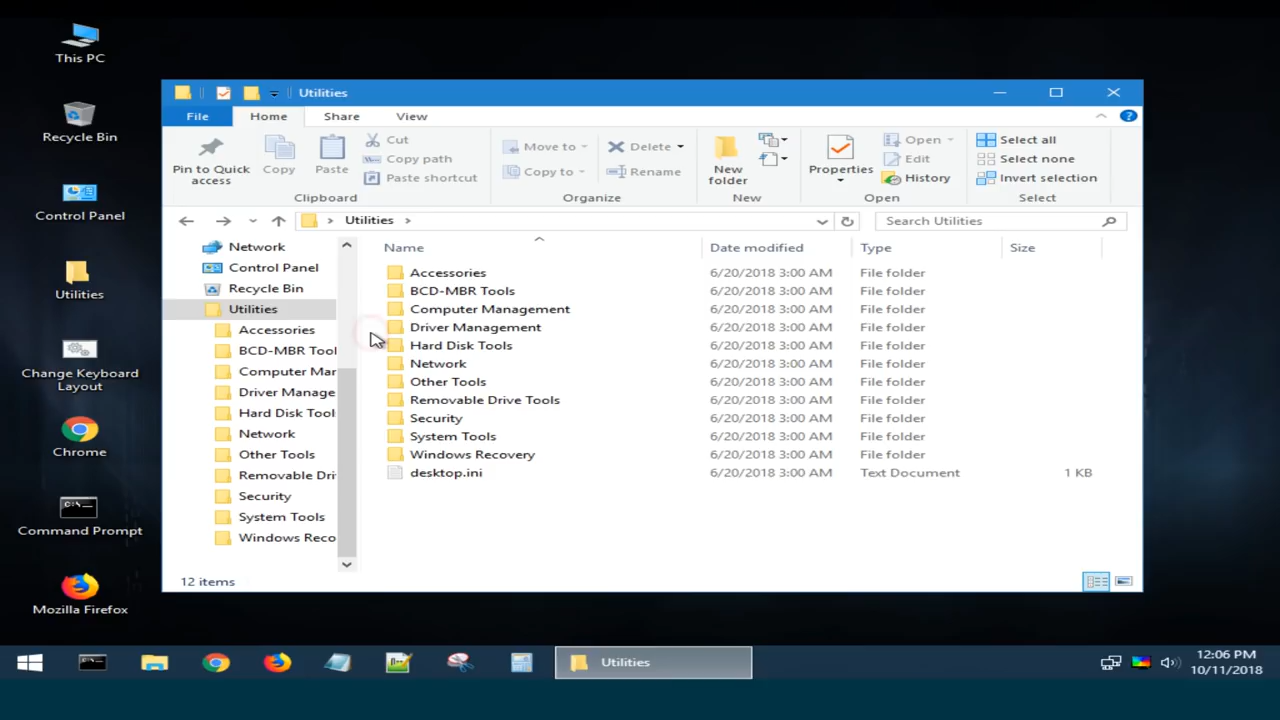 This PC
Recycle Bin
Control Panel
Utilities
Change Keyboard
Layout
Chrome
Command Prompt
Mozilla Firefox
Utilities
File
Home
Share
View
Pin to Quick
access
Copy
Paste
Cut
Copy path
Paste shortcut
Clipboard
Move to
Copy to
Delete
Rename
Organize
New
folder
New
Properties
Open
Edit
History
Open
Select all
Select none
Invert selection
Select
Utilities
Search Utilities
Network
Control Panel
Recycle Bin
Utilities
Accessories
BCD-MBR Tool
Computer Mar
Driver Manage
Hard Disk Tool
Network
Other Tools
Removable Dri
Security
System Tools
Windows Reco
Name Date modified Type Size
Accessories 6/20/2018 3:00 AM File folder
BCD-MBR Tools 6/20/2018 3:00 AM File folder
Computer Management 6/20/2018 3:00 AM File folder
Driver Management 6/20/2018 3:00 AM File folder
Hard Disk Tools 6/20/2018 3:00 AM File folder
Network 6/20/2018 3:00 AM File folder
Other Tools 6/20/2018 3:00 AM File folder
Removable Drive Tools 6/20/2018 3:00 AM File folder
Security 6/20/2018 3:00 AM File folder
System Tools 6/20/2018 3:00 AM File folder
Windows Recovery 6/20/2018 3:00 AM File folder
desktop.ini 6/20/2018 3:00 AM Text Document 1 KB
12 items
Utilities
12:06 PM
10/11/2018